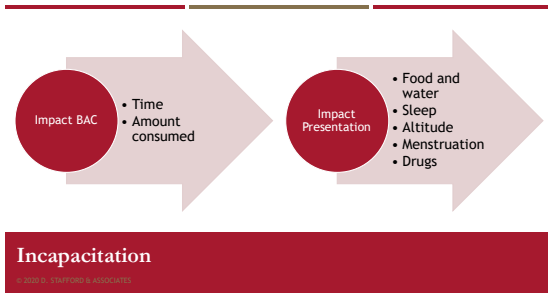 Impact BAC
• Time
• Amount
consumed
Impact
Presentation
• Food and
water
• Sleep
• Altitude
• Menstruation
• Drugs
Incapacitation
© 2020 D. STAFFORD & ASSOCIATES